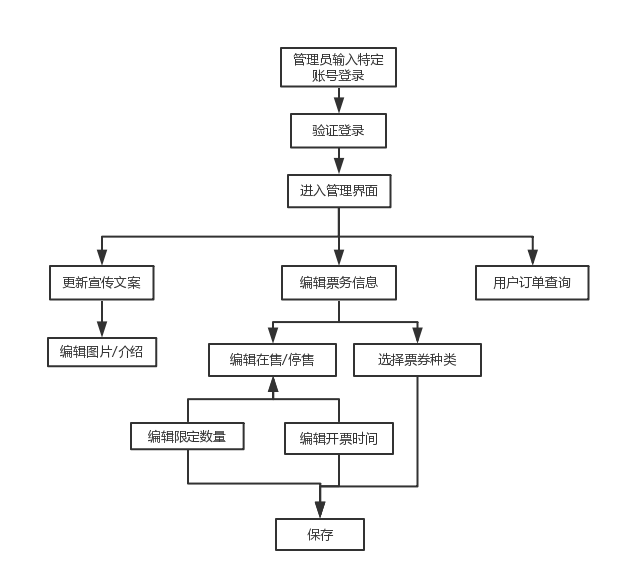 管理员输入特定
账号登录
验证登录
进入管理界面
更新宣传文案
编辑票务信息
用户订单查询
编辑图片/介绍
编辑在售/停售
选择票券种类
编辑限定数量
编辑开票时间
保存